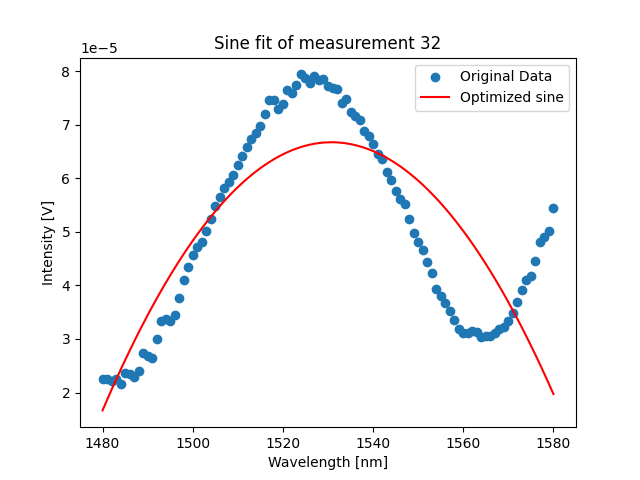 Sine fit of measurement 32
1e−5
Original Data
Optimized sine
8
7
6
5
4
3
2
Intensity [V]
1480 1500 1520 1540 1560 1580
Wavelength [nm]